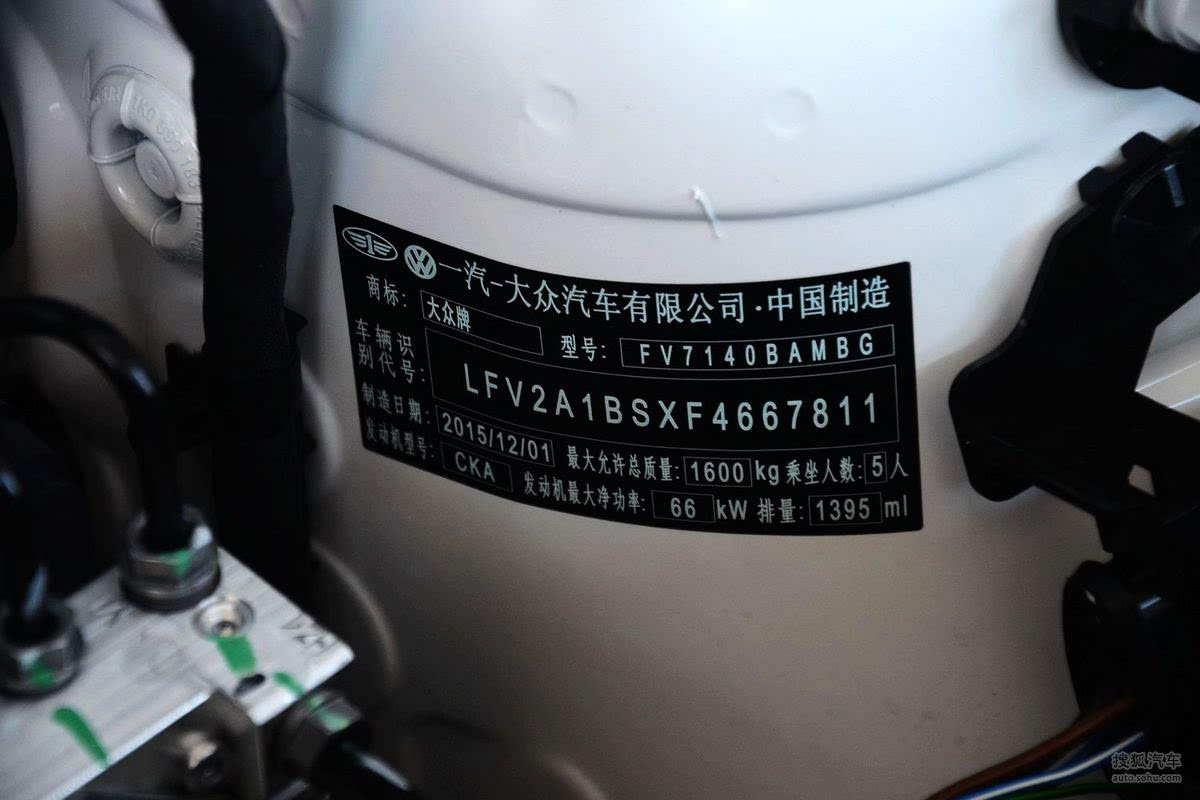 一汽-大众汽车有限公司·中国制造
商标: 大众牌 型号: FV7140BAMBG
车辆识别代号: LFV2A1BSXF4667811
制造日期: 2015/12/01 最大允许总质量: 1600 kg 乘坐人数: 5 人
发动机型号: CKA 发动机最大净功率: 66 kW 排量: 1395 ml
搜狐汽车
auto.sohu.com